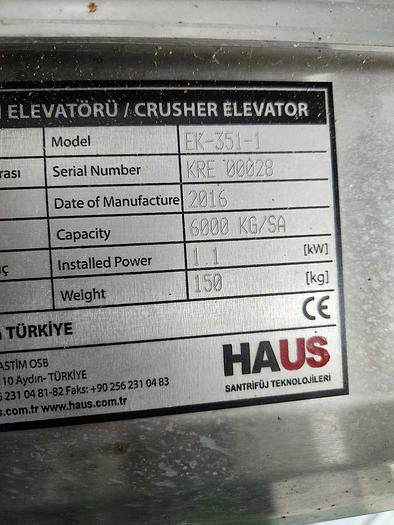 ELEVATÖRÜ / CRUSHER ELEVATOR
Model EK-351-1
rası Serial Number KRE 00028
Date of Manufacture 2016
Capacity 6000 KG/SA
ç Installed Power 1.1 [kW]
Weight 150 [kg]
CE
TÜRKİYE
ASTİM OSB
10 Aydın-TÜRKİYE
231 04 81-82 Faks: +90 256 231 04 83
s.com.tr www.haus.com.tr
HAUS
SANTRİFÜJ TEKNOLOJİLERİ